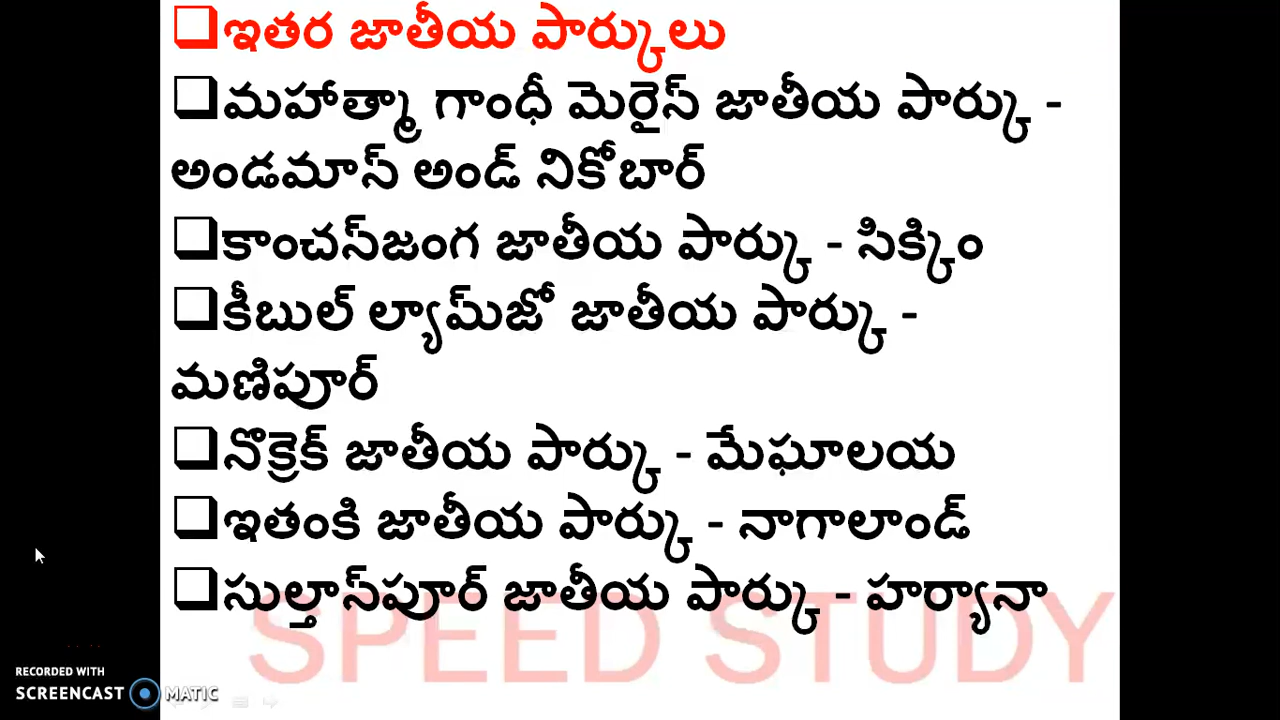 ఇతర జాతీయ పార్కులు
మహాత్మా గాంధీ మెరైన్ జాతీయ పార్కు -
అండమాన్ అండ్ నికోబార్
కాంచన్‌జంగ జాతీయ పార్కు - సిక్కిం
కీబుల్ ల్యామ్‌జో జాతీయ పార్కు -
మణిపూర్
నొక్రెక్ జాతీయ పార్కు - మేఘాలయ
ఇతంకి జాతీయ పార్కు - నాగాలాండ్
సుల్తాన్‌పూర్ జాతీయ పార్కు - హర్యానా
SPEED STUDY
RECORDED WITH
SCREENCAST MATIC